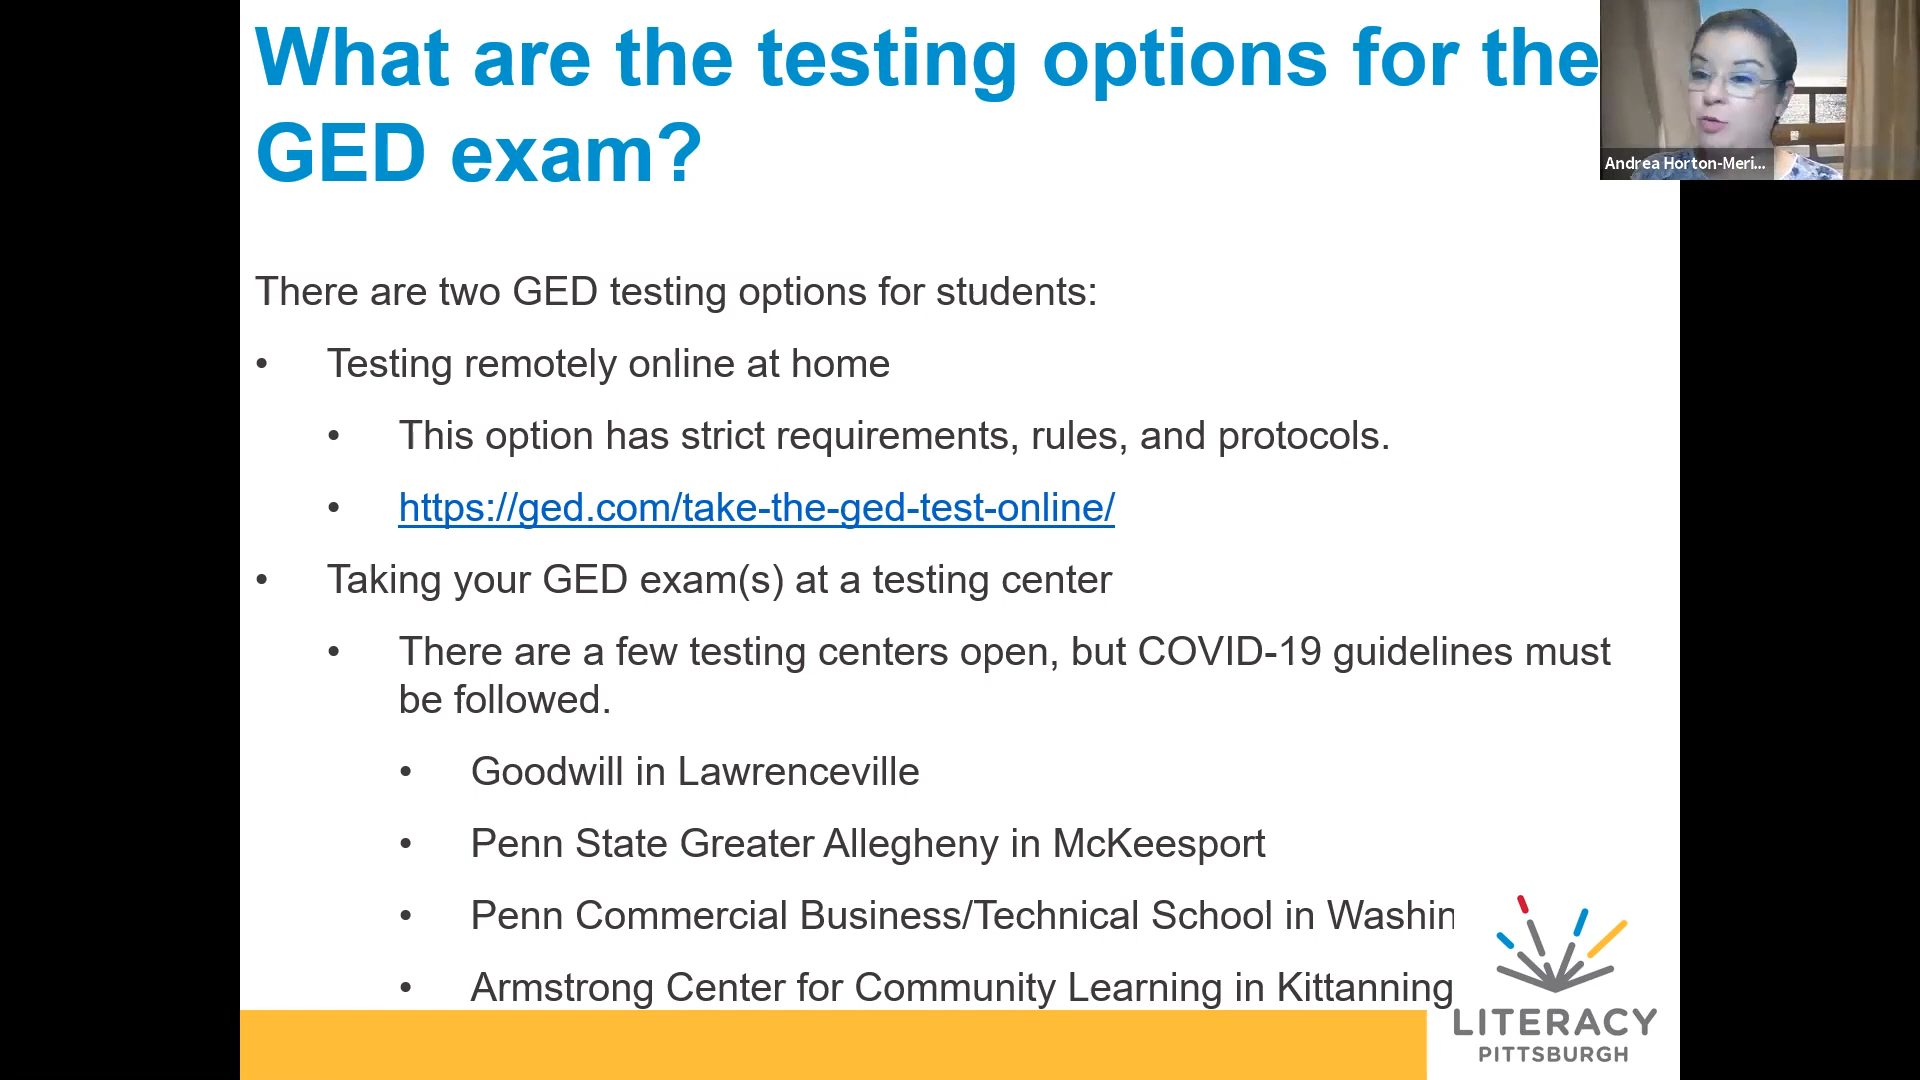 What are the testing options for the
GED exam?
Andrea Horton-Meri...
There are two GED testing options for students:
• Testing remotely online at home
• This option has strict requirements, rules, and protocols.
• https://ged.com/take-the-ged-test-online/
• Taking your GED exam(s) at a testing center
• There are a few testing centers open, but COVID-19 guidelines must
be followed.
• Goodwill in Lawrenceville
• Penn State Greater Allegheny in McKeesport
• Penn Commercial Business/Technical School in Washin
• Armstrong Center for Community Learning in Kittanning
LITERACY
PITTSBURGH